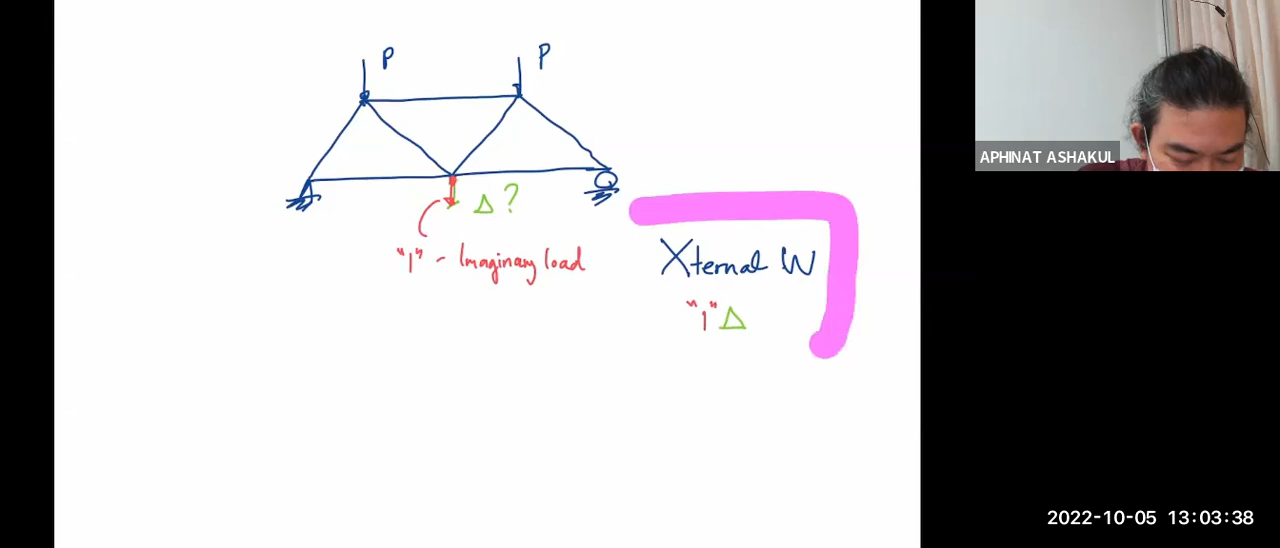 P
P
Δ ?
"1" - Imaginary load
Xternal W
"1" Δ
APHINAT ASHAKUL
2022-10-05 13:03:38